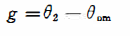 g = θ₂ − θₒₘ